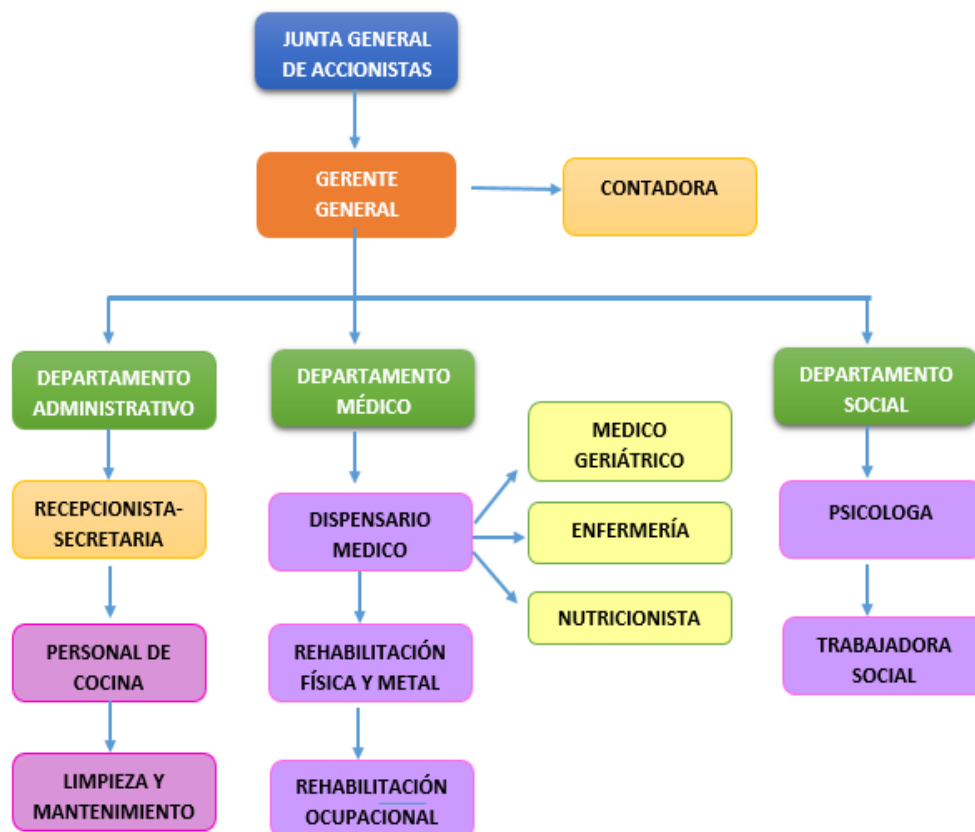 JUNTA GENERAL
DE ACCIONISTAS
GERENTE
GENERAL
CONTADORA
DEPARTAMENTO
ADMINISTRATIVO
DEPARTAMENTO
MÉDICO
DEPARTAMENTO
SOCIAL
RECEPCIONISTA-
SECRETARIA
DISPENSARIO
MEDICO
MEDICO
GERIÁTRICO
ENFERMERÍA
NUTRICIONISTA
PSICOLOGA
PERSONAL DE
COCINA
REHABILITACIÓN
FÍSICA Y METAL
TRABAJADORA
SOCIAL
LIMPIEZA Y
MANTENIMIENTO
REHABILITACIÓN
OCUPACIONAL